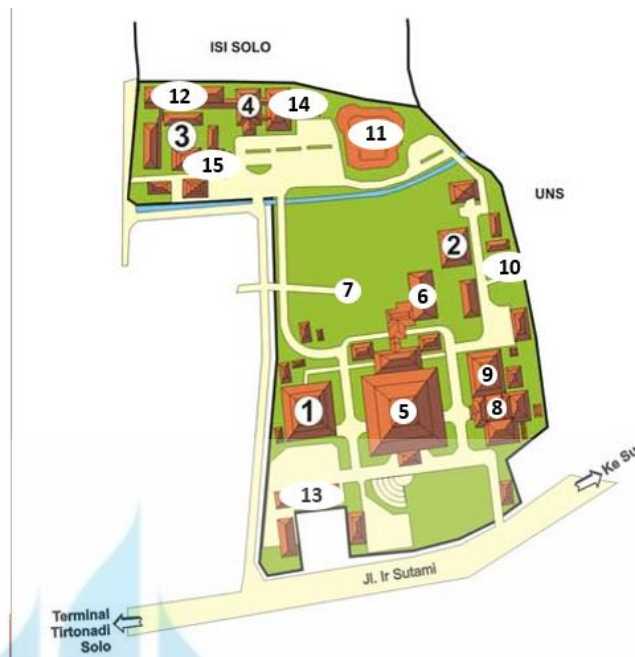 ISI SOLO
12
4
14
3
11
15
UNS
2
10
7
6
9
1
5
8
13
Ke Su
Jl. Ir Sutami
Terminal
Tirtonadi
Solo